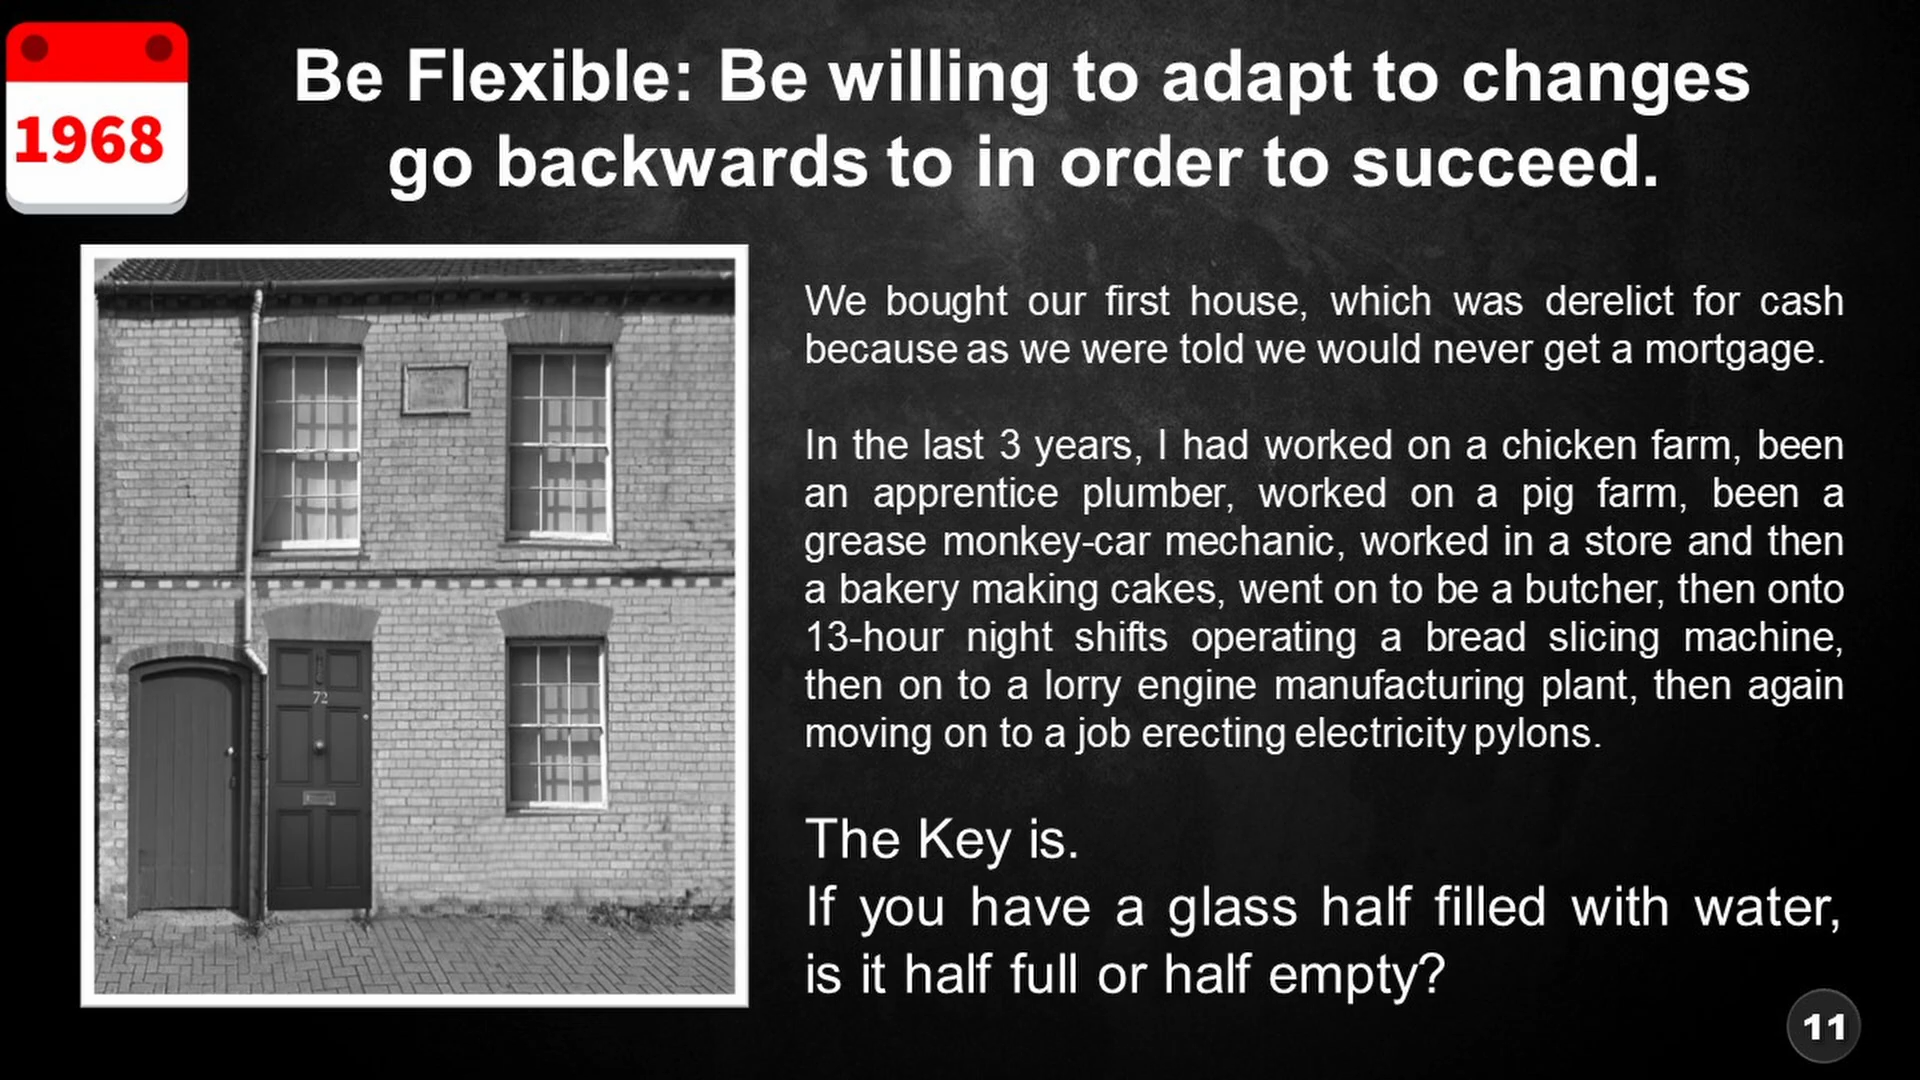 1968
Be Flexible: Be willing to adapt to changes
go backwards to in order to succeed.
72
We bought our first house, which was derelict for cash
because as we were told we would never get a mortgage.
In the last 3 years, I had worked on a chicken farm, been
an apprentice plumber, worked on a pig farm, been a
grease monkey-car mechanic, worked in a store and then
a bakery making cakes, went on to be a butcher, then onto
13-hour night shifts operating a bread slicing machine,
then on to a lorry engine manufacturing plant, then again
moving on to a job erecting electricity pylons.
The Key is.
If you have a glass half filled with water,
is it half full or half empty?
11